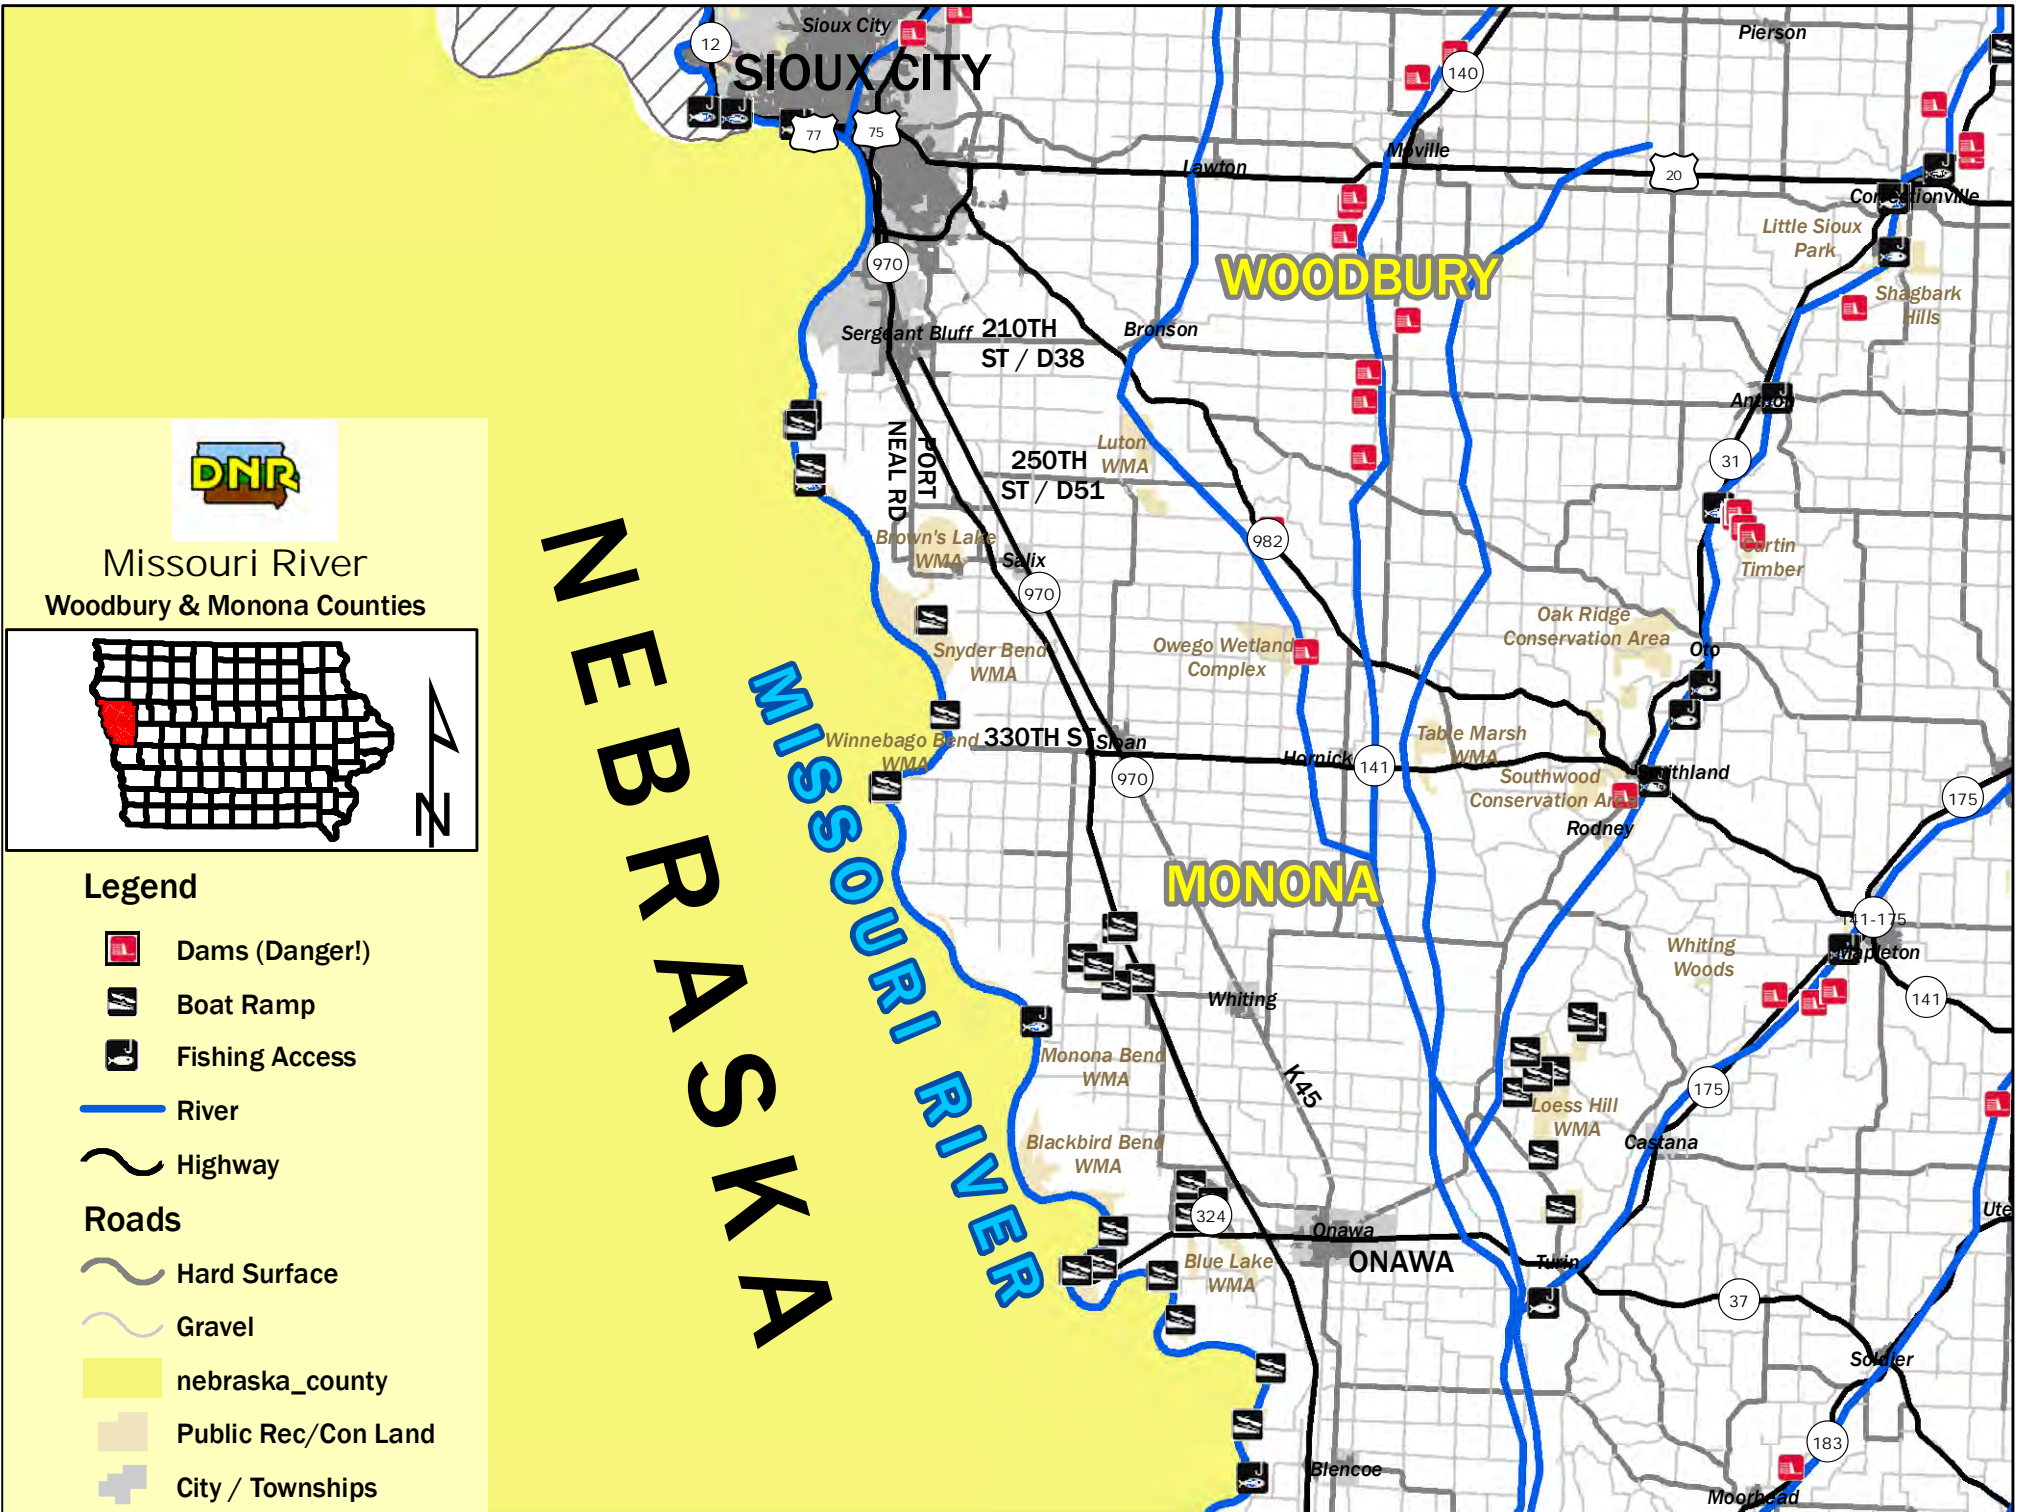 Sioux City
Pierson
12
SIOUX CITY
140
77
75
Moville
Lawton
20
Correctionville
Little Sioux
Park
970
WOODBURY
Shagbark
Hills
Sergeant Bluff
210TH
ST / D38
Bronson
Anthon
PORT
NEAL RD
Luton
WMA
250TH
ST / D51
31
DNR
Missouri River
Woodbury & Monona Counties
N
Brown's Lake
WMA
Salix
970
982
Curtin
Timber
Oak Ridge
Conservation Area
Oto
Owego Wetland
Complex
Snyder Bend
WMA
NEBRASKA
MISSOURI RIVER
Winnebago Bend
WMA
330TH ST
Sloan
970
Hornick
141
Table Marsh
WMA
Southwood
Conservation Area
Smithland
Rodney
175
MONONA
141-175
Mapleton
Whiting
Woods
141
Whiting
Monona Bend
WMA
K45
175
Loess Hill
WMA
Castana
Blackbird Bend
WMA
324
Onawa
ONAWA
Blue Lake
WMA
Turin
Ute
37
Soldier
183
Blencoe
Moorhead
Legend
Dams (Danger!)
Boat Ramp
Fishing Access
River
Highway
Roads
Hard Surface
Gravel
nebraska_county
Public Rec/Con Land
City / Townships